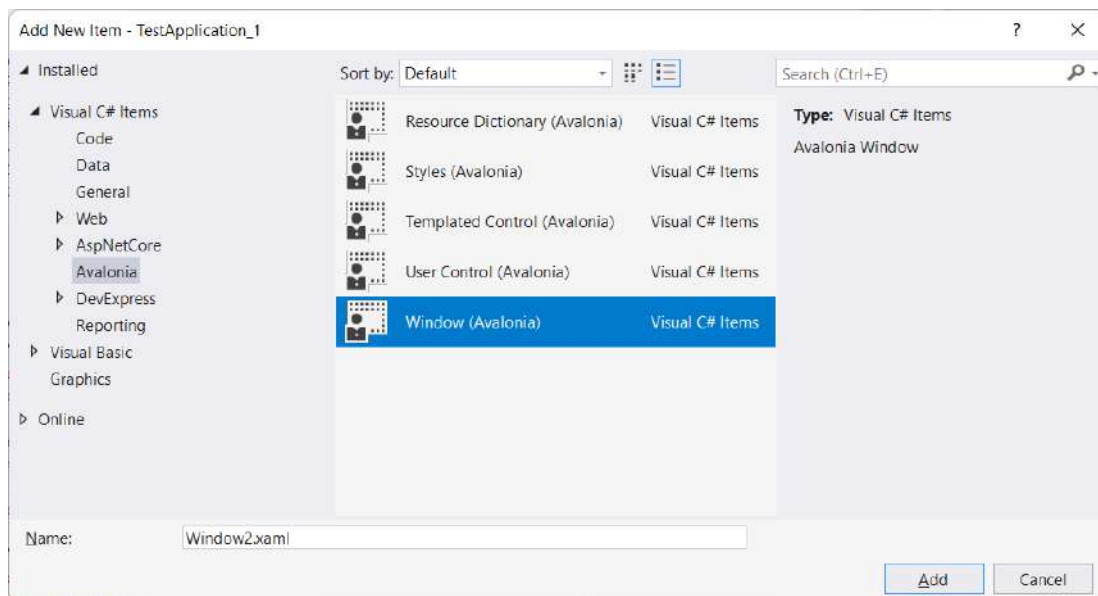 Add New Item - TestApplication_1
?
Installed
Sort by: Default
Search (Ctrl+E)
Visual C# Items
Code
Data
General
Web
AspNetCore
Avalonia
DevExpress
Reporting
Visual Basic
Graphics
Online
Resource Dictionary (Avalonia) Visual C# Items
Styles (Avalonia) Visual C# Items
Templated Control (Avalonia) Visual C# Items
User Control (Avalonia) Visual C# Items
Window (Avalonia) Visual C# Items
Type: Visual C# Items
Avalonia Window
Name: Window2.xaml
Add Cancel